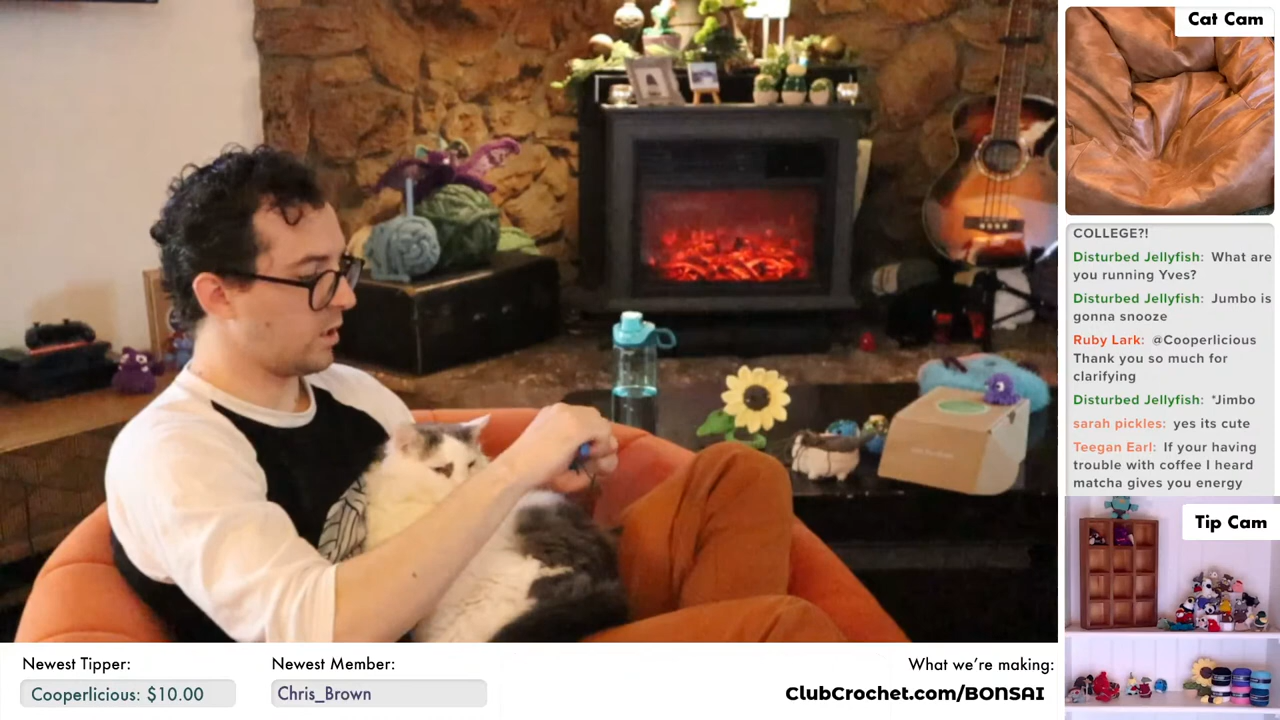 Cat Cam
COLLEGE?!
Disturbed Jellyfish: What are
you running Yves?
Disturbed Jellyfish: Jumbo is
gonna snooze
Ruby Lark: @Cooperlicious
Thank you so much for
clarifying
Disturbed Jellyfish: *Jimbo
sarah pickles: yes its cute
Teegan Earl: If your having
trouble with coffee I heard
matcha gives you energy
Tip Cam
Newest Tipper:
Cooperlicious: $10.00
Newest Member:
Chris_Brown
What we're making:
ClubCrochet.com/BONSAI